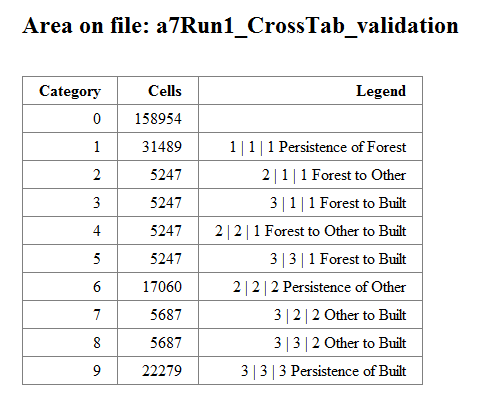 Area on file: a7Run1_CrossTab_validation
Category Cells Legend
0 158954
1 31489 1 | 1 | 1 Persistence of Forest
2 5247 2 | 1 | 1 Forest to Other
3 5247 3 | 1 | 1 Forest to Built
4 5247 2 | 2 | 1 Forest to Other to Built
5 5247 3 | 3 | 1 Forest to Built
6 17060 2 | 2 | 2 Persistence of Other
7 5687 3 | 2 | 2 Other to Built
8 5687 3 | 3 | 2 Other to Built
9 22279 3 | 3 | 3 Persistence of Built